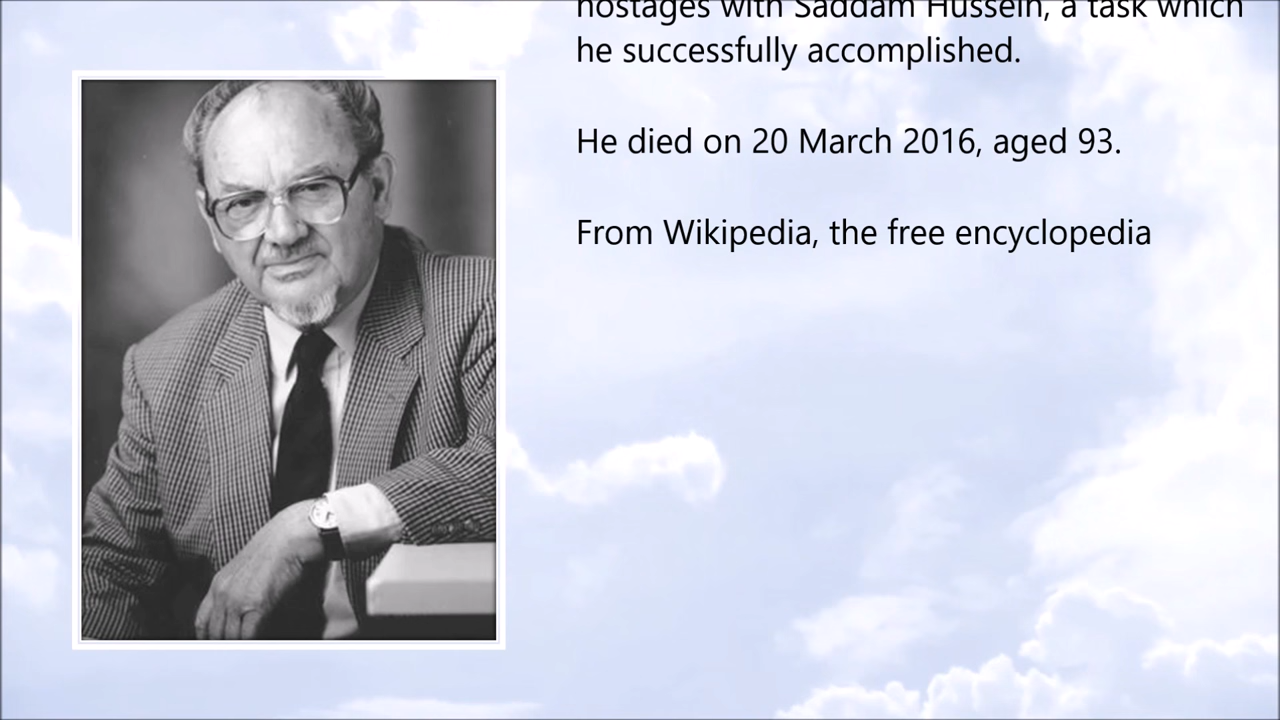 hostages with Saddam Hussein, a task which
he successfully accomplished.
He died on 20 March 2016, aged 93.
From Wikipedia, the free encyclopedia